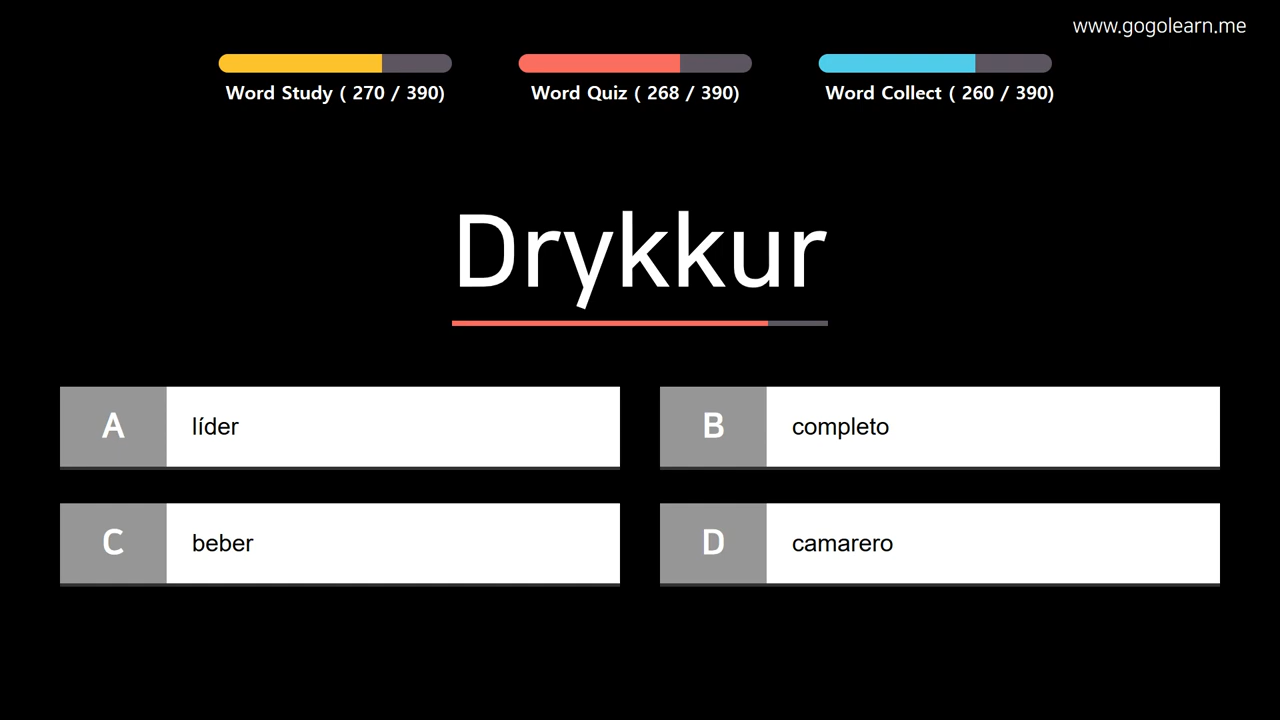 www.gogolearn.me
Word Study ( 270 / 390)
Word Quiz ( 268 / 390)
Word Collect ( 260 / 390)
Drykkur
A líder
B completo
C beber
D camarero